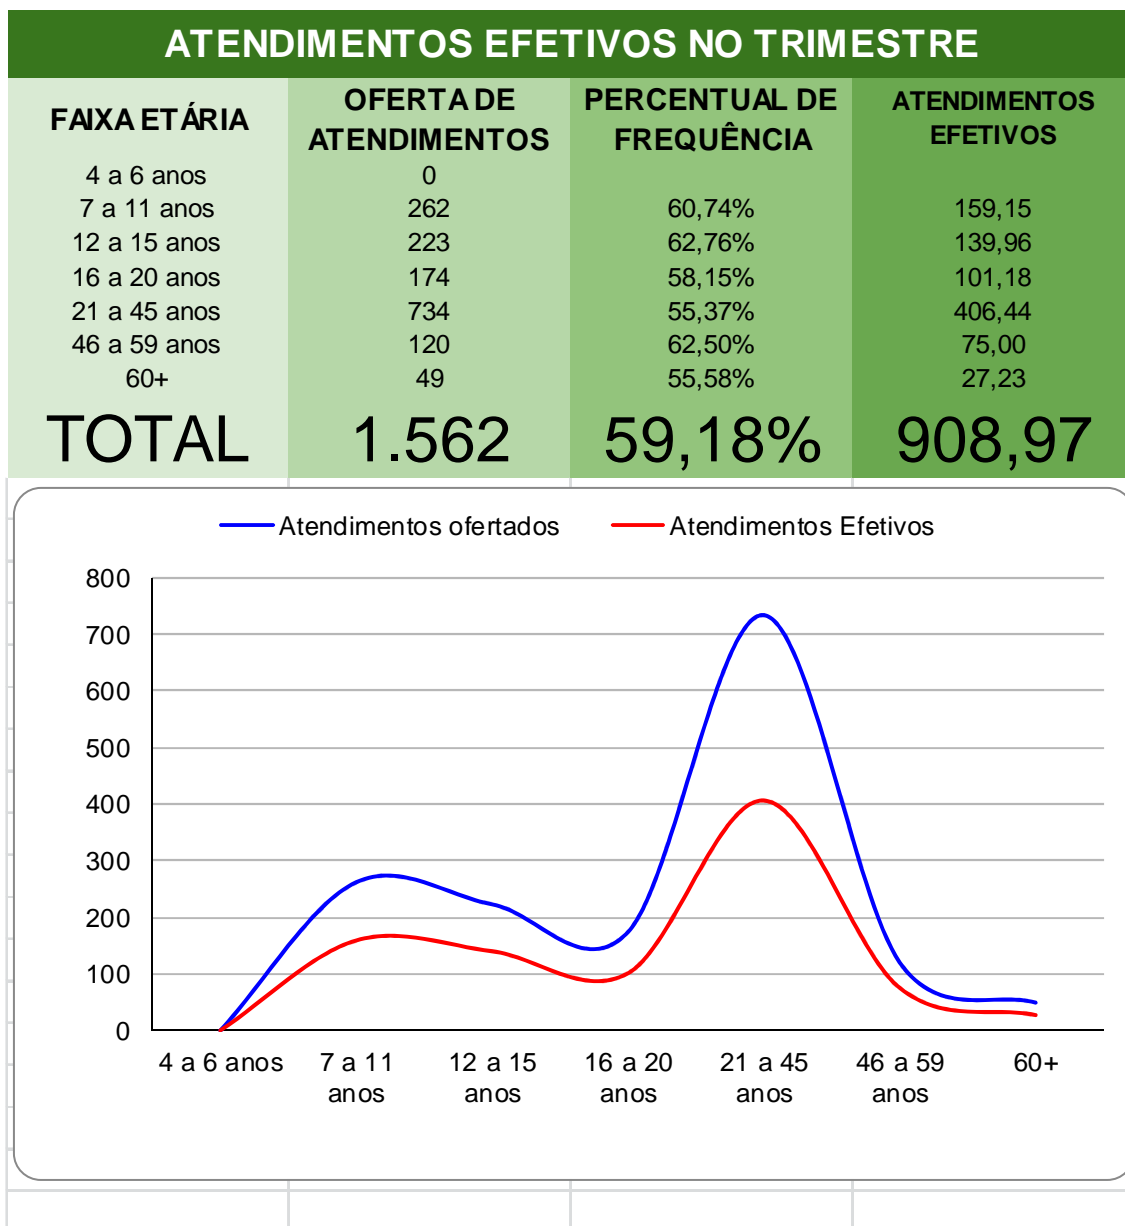 ATENDIMENTOS EFETIVOS NO TRIMESTRE
FAIXA ETÁRIA OFERTA DE ATENDIMENTOS PERCENTUAL DE FREQUÊNCIA ATENDIMENTOS EFETIVOS
4 a 6 anos 0
7 a 11 anos 262 60,74% 159,15
12 a 15 anos 223 62,76% 139,96
16 a 20 anos 174 58,15% 101,18
21 a 45 anos 734 55,37% 406,44
46 a 59 anos 120 62,50% 75,00
60+ 49 55,58% 27,23
TOTAL 1.562 59,18% 908,97
Atendimentos ofertados Atendimentos Efetivos
800
700
600
500
400
300
200
100
0
4 a 6 anos 7 a 11 anos 12 a 15 anos 16 a 20 anos 21 a 45 anos 46 a 59 anos 60+